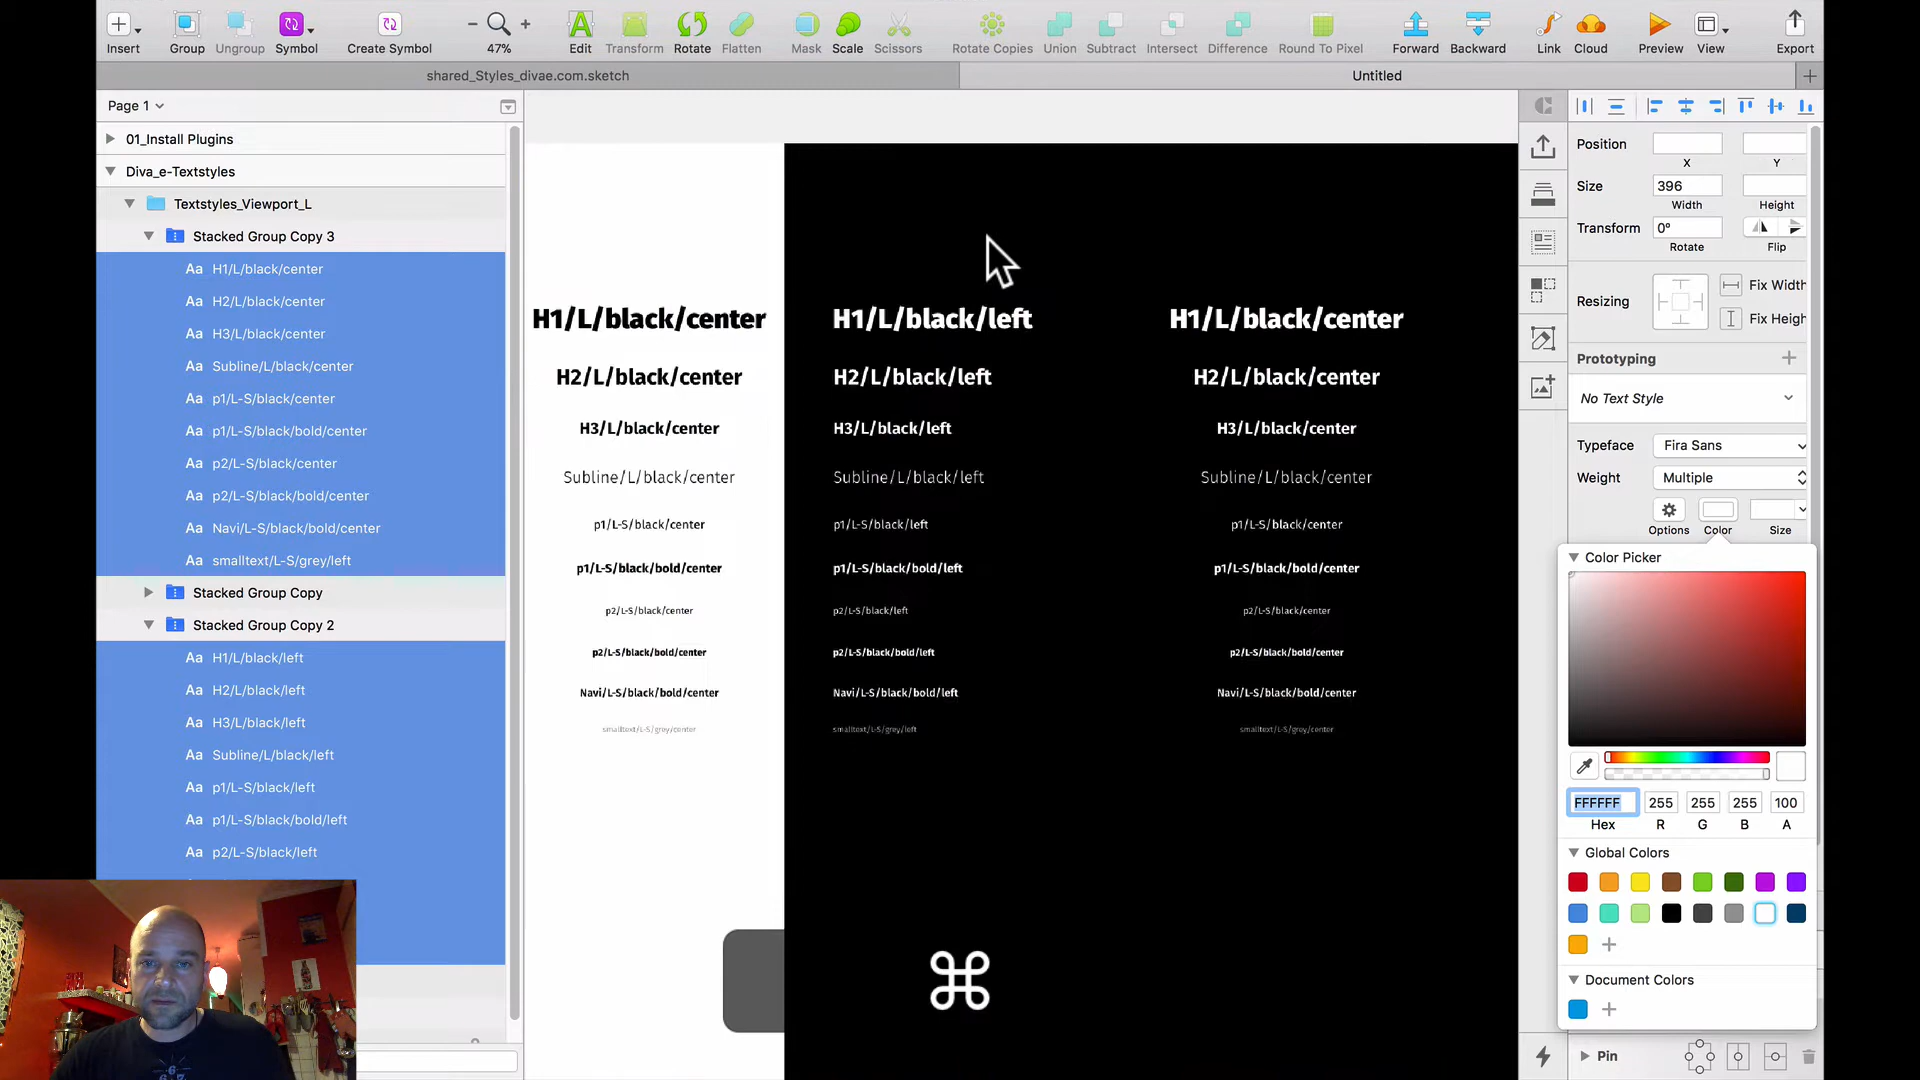 Insert
Group
Ungroup
Symbol
Create Symbol
47%
Edit
Transform
Rotate
Flatten
Mask
Scale
Scissors
Rotate Copies
Union
Subtract
Intersect
Difference
Round To Pixel
Forward
Backward
Link
Cloud
Preview
View
Export
shared_Styles_divae.com.sketch
Untitled
Page 1
01_Install Plugins
Diva_e-Textstyles
Textstyles_Viewport_L
Stacked Group Copy 3
Aa H1/L/black/center
Aa H2/L/black/center
Aa H3/L/black/center
Aa Subline/L/black/center
Aa p1/L-S/black/center
Aa p1/L-S/black/bold/center
Aa p2/L-S/black/center
Aa p2/L-S/black/bold/center
Aa Navi/L-S/black/bold/center
Aa smalltext/L-S/grey/left
Stacked Group Copy
Stacked Group Copy 2
Aa H1/L/black/left
Aa H2/L/black/left
Aa H3/L/black/left
Aa Subline/L/black/left
Aa p1/L-S/black/left
Aa p1/L-S/black/bold/left
Aa p2/L-S/black/left
H1/L/black/center
H2/L/black/center
H3/L/black/center
Subline/L/black/center
p1/L-S/black/center
p1/L-S/black/bold/center
p2/L-S/black/center
p2/L-S/black/bold/center
Navi/L-S/black/bold/center
smalltext/L-S/grey/center
H1/L/black/left
H2/L/black/left
H3/L/black/left
Subline/L/black/left
p1/L-S/black/left
p1/L-S/black/bold/left
p2/L-S/black/left
p2/L-S/black/bold/left
Navi/L-S/black/bold/left
smalltext/L-S/grey/left
H1/L/black/center
H2/L/black/center
H3/L/black/center
Subline/L/black/center
p1/L-S/black/center
p1/L-S/black/bold/center
p2/L-S/black/center
p2/L-S/black/bold/center
Navi/L-S/black/bold/center
smalltext/L-S/grey/center
⌘
Position
X
Y
Size
396
Width
Height
Transform
0°
Rotate
Flip
Resizing
Fix Width
Fix Heigh
Prototyping
No Text Style
Typeface
Fira Sans
Weight
Multiple
Options
Color
Size
Color Picker
FFFFFF
255
255
255
100
Hex
R
G
B
A
Global Colors
Document Colors
Pin